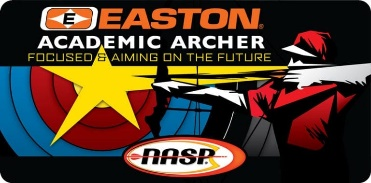 E EASTON®
ACADEMIC ARCHER
FOCUSED & AIMING ON THE FUTURE
NASP